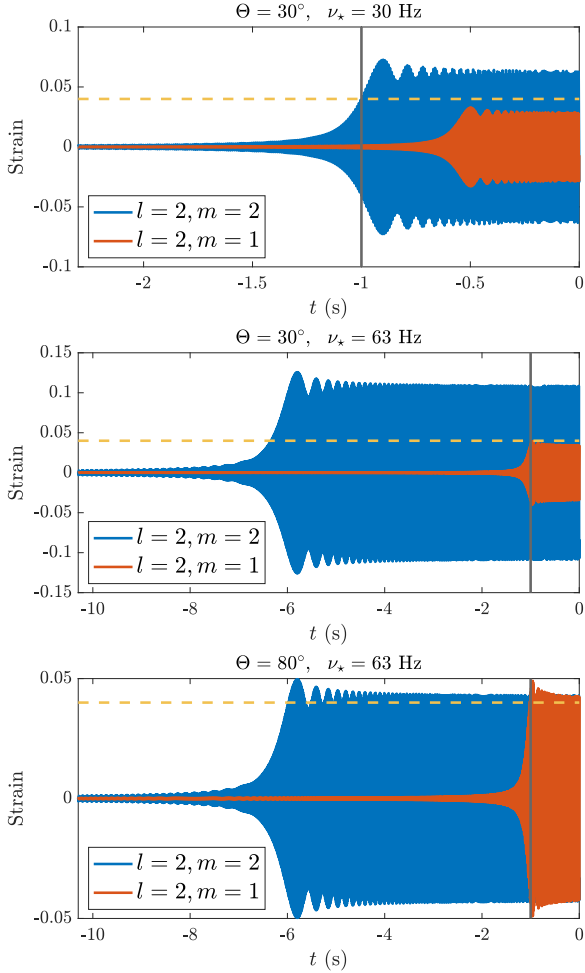 Θ = 30°, ν⋆ = 30 Hz
0.1
0.05
0
-0.05
0.1
Strain
l = 2, m = 2
l = 2, m = 1
-2 -1.5 -1 -0.5 0
t (s)
Θ = 30°, ν⋆ = 63 Hz
0.15
0.1
0.05
0
-0.05
-0.1
-0.15
Strain
l = 2, m = 2
l = 2, m = 1
-10 -8 -6 -4 -2 0
t (s)
Θ = 80°, ν⋆ = 63 Hz
0.05
0
-0.05
Strain
l = 2, m = 2
l = 2, m = 1
-10 -8 -6 -4 -2 0
t (s)